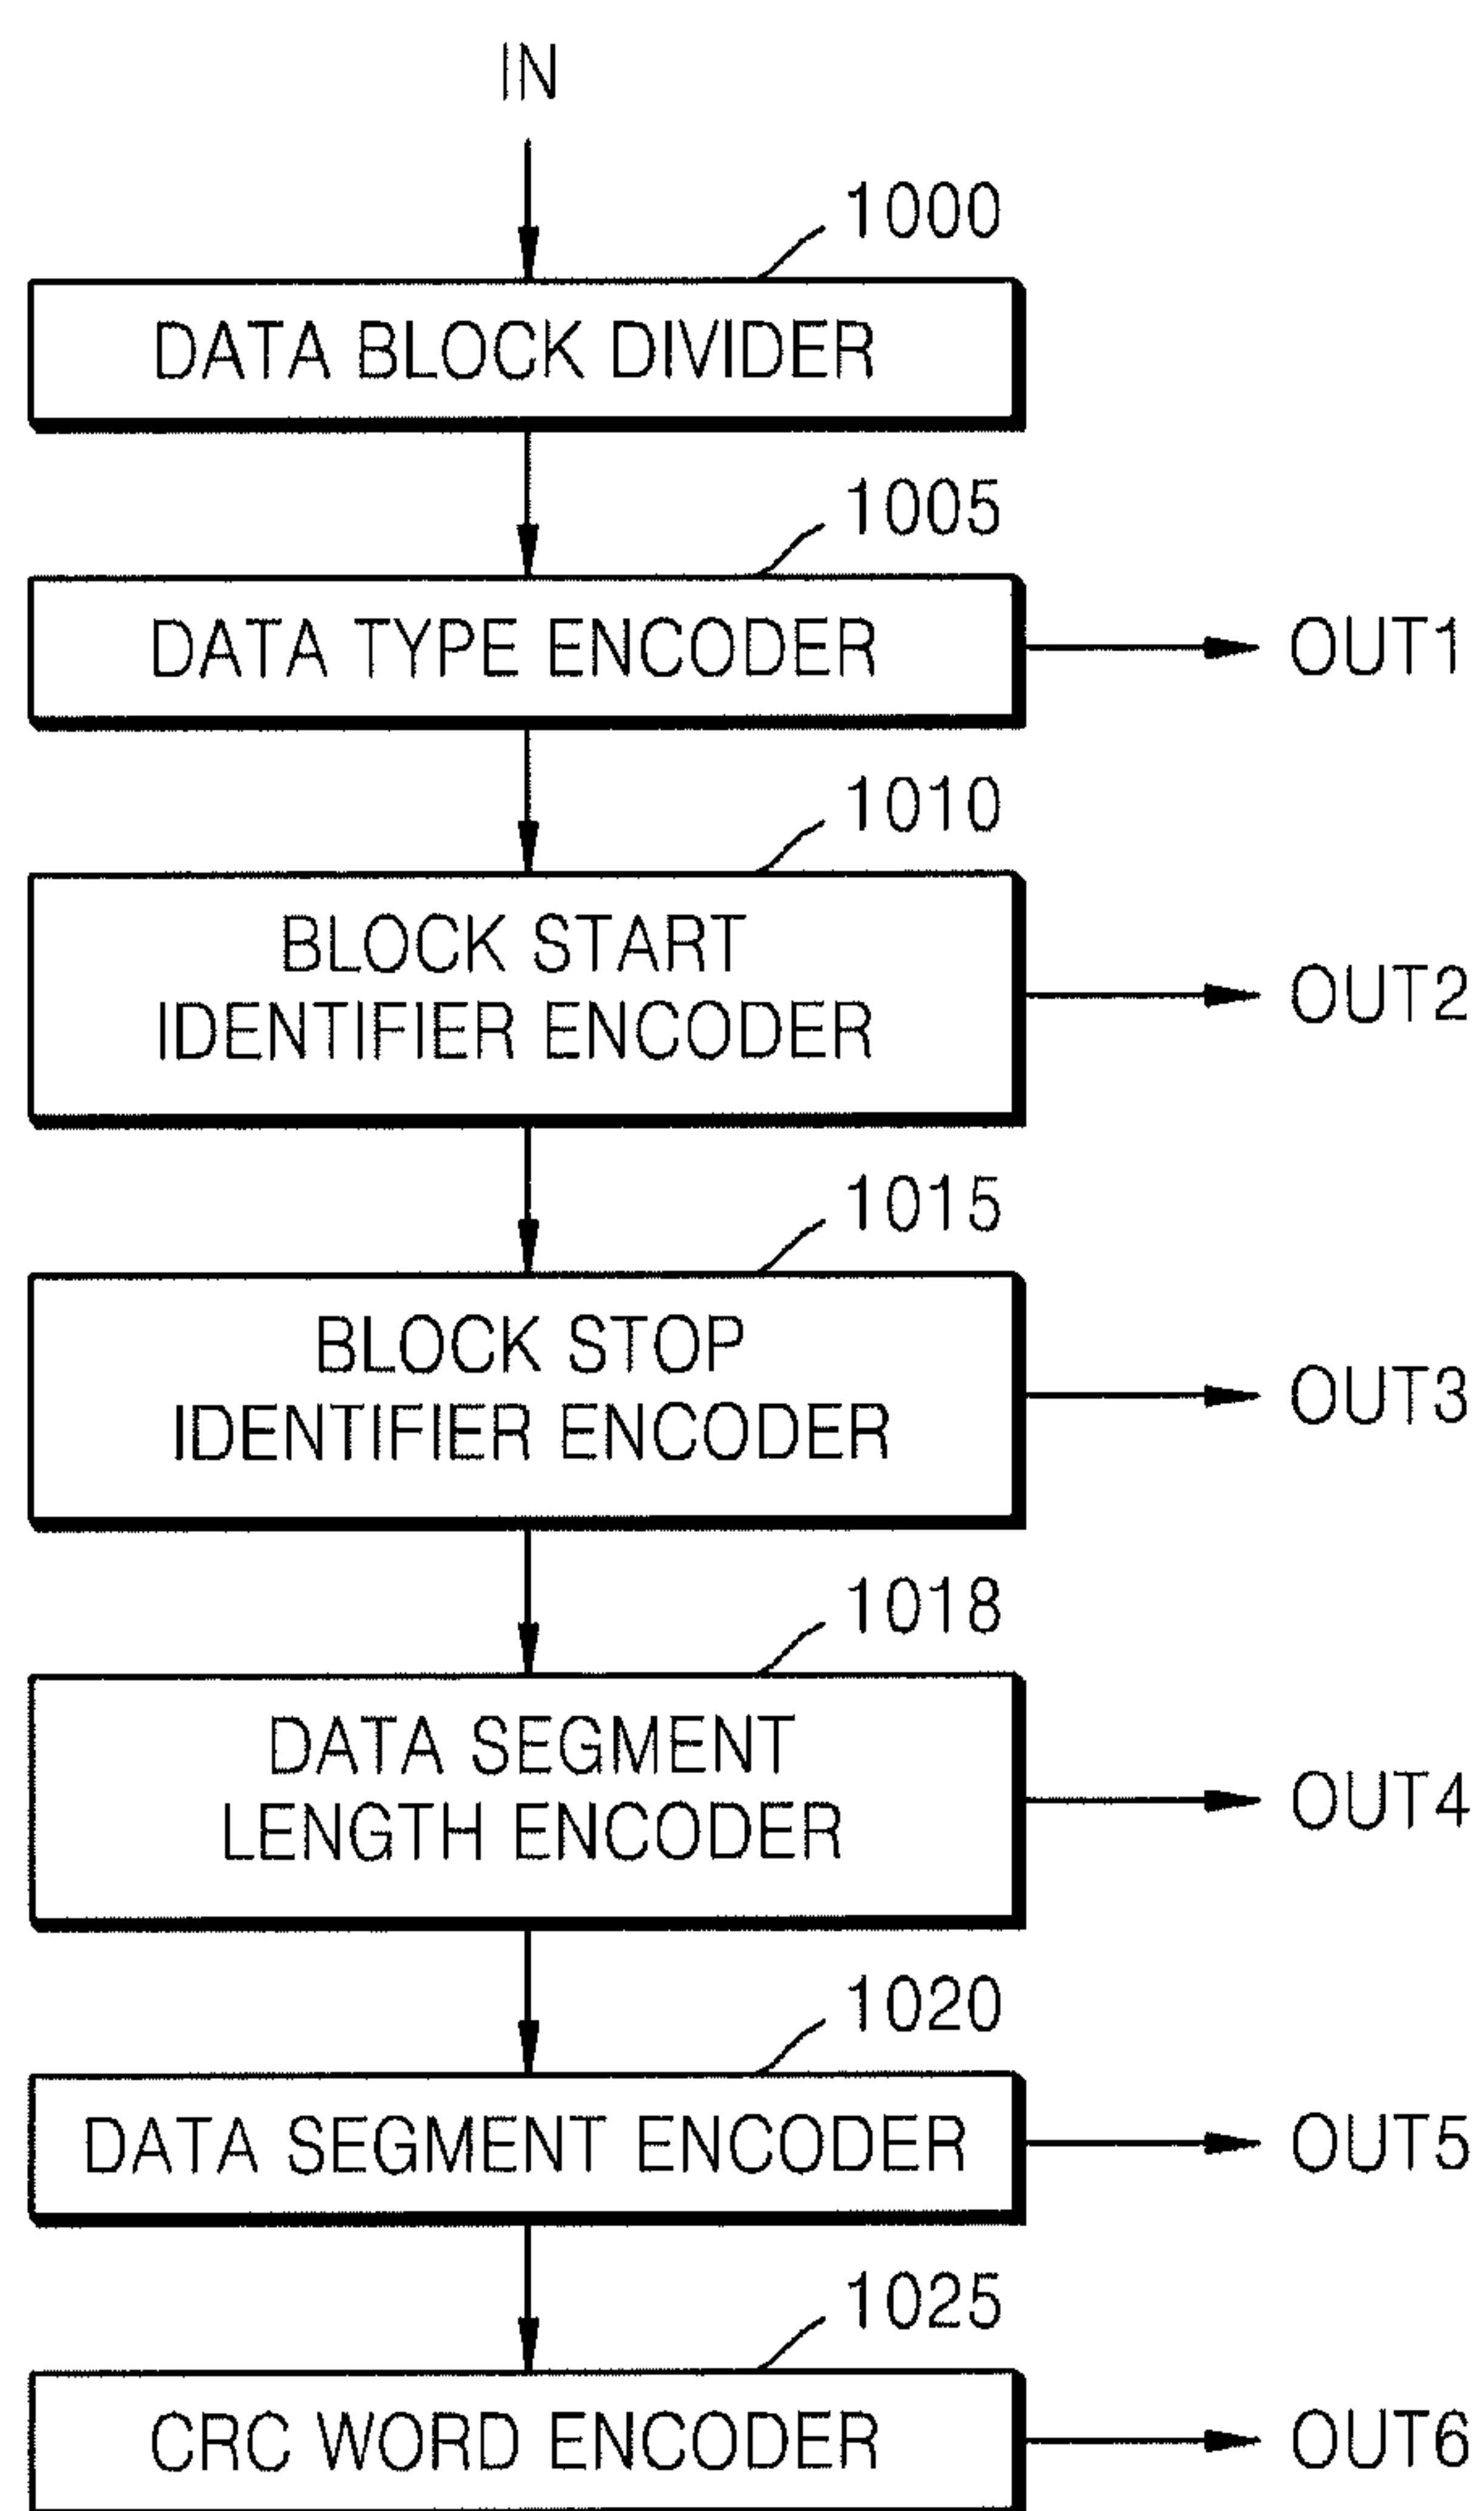 IN
1000
DATA BLOCK DIVIDER
1005
DATA TYPE ENCODER
OUT1
1010
BLOCK START
IDENTIFIER ENCODER
OUT2
1015
BLOCK STOP
IDENTIFIER ENCODER
OUT3
1018
DATA SEGMENT
LENGTH ENCODER
OUT4
1020
DATA SEGMENT ENCODER
OUT5
1025
CRC WORD ENCODER
OUT6